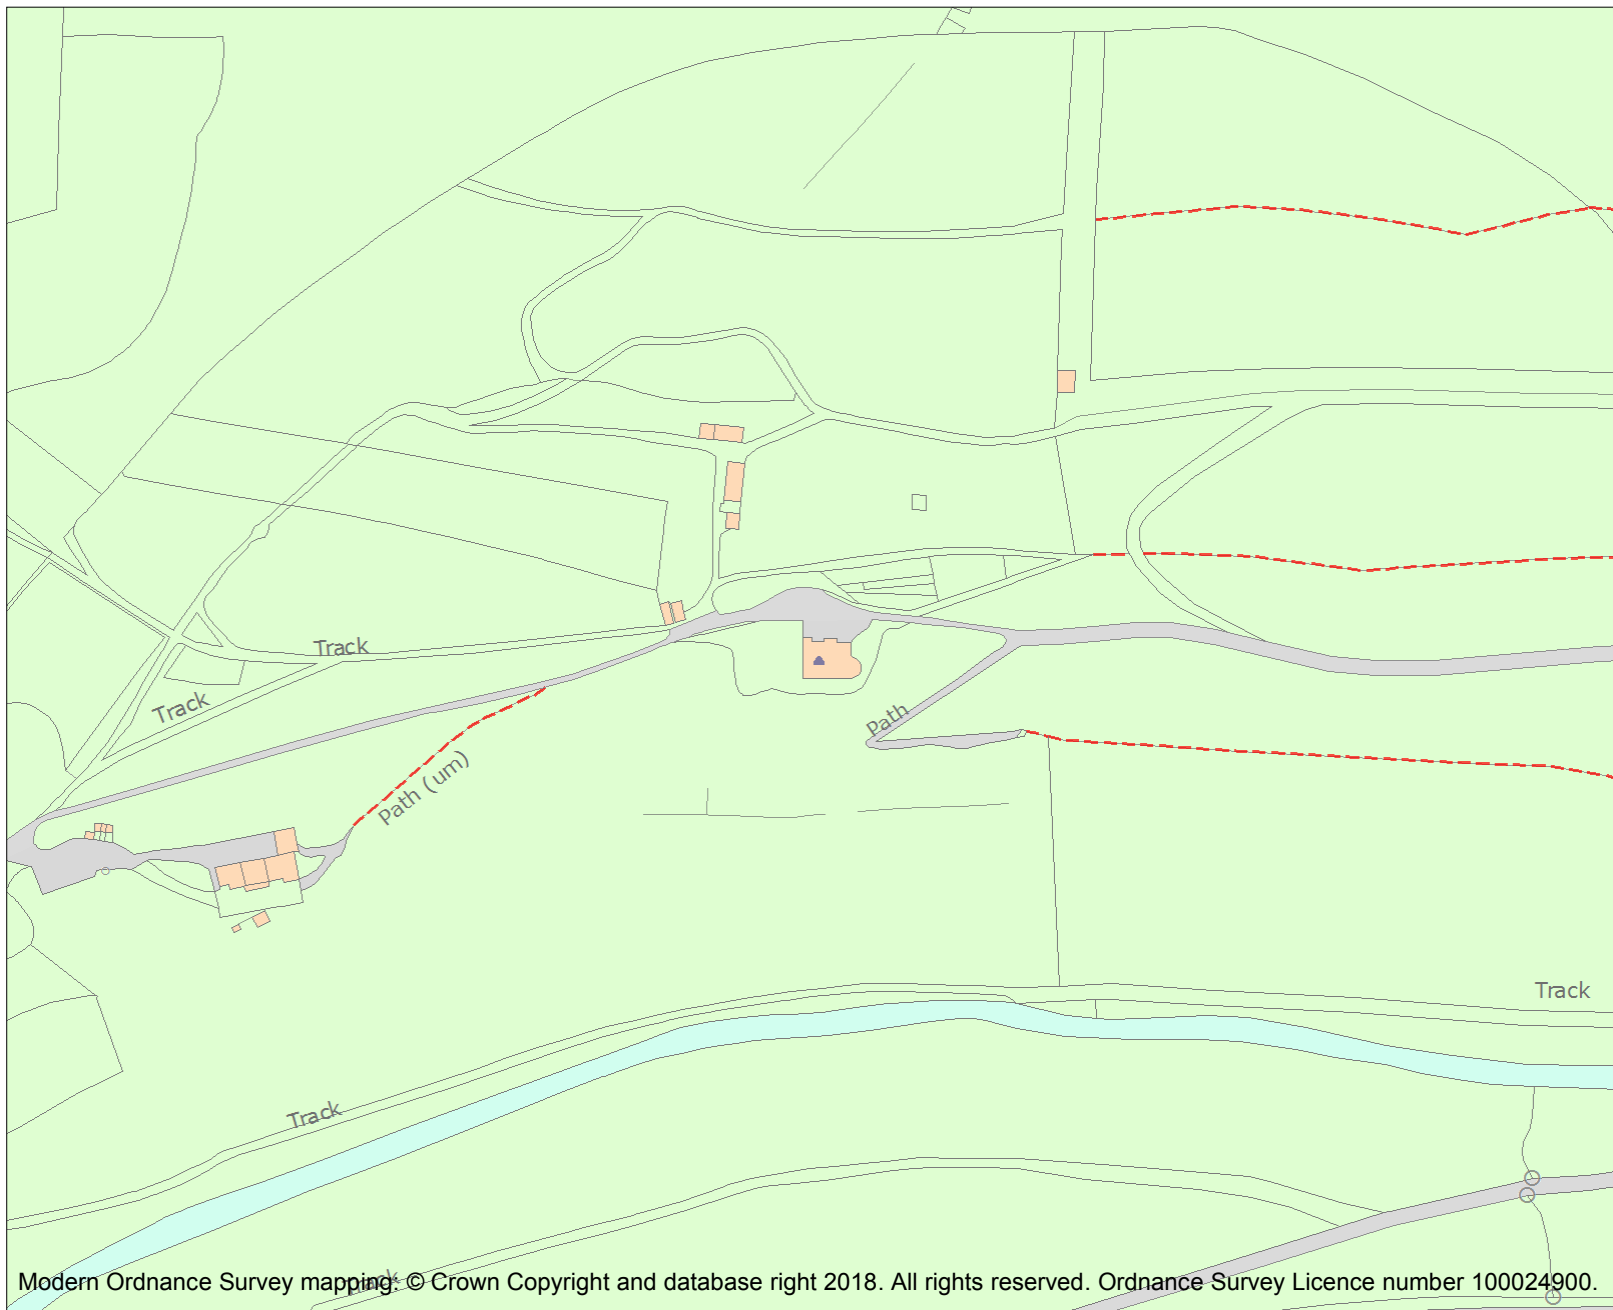 Track
Track
Path
Path (um)
Track
Track
Track
Modern Ordnance Survey mapping: © Crown Copyright and database right 2018. All rights reserved. Ordnance Survey Licence number 100024900.